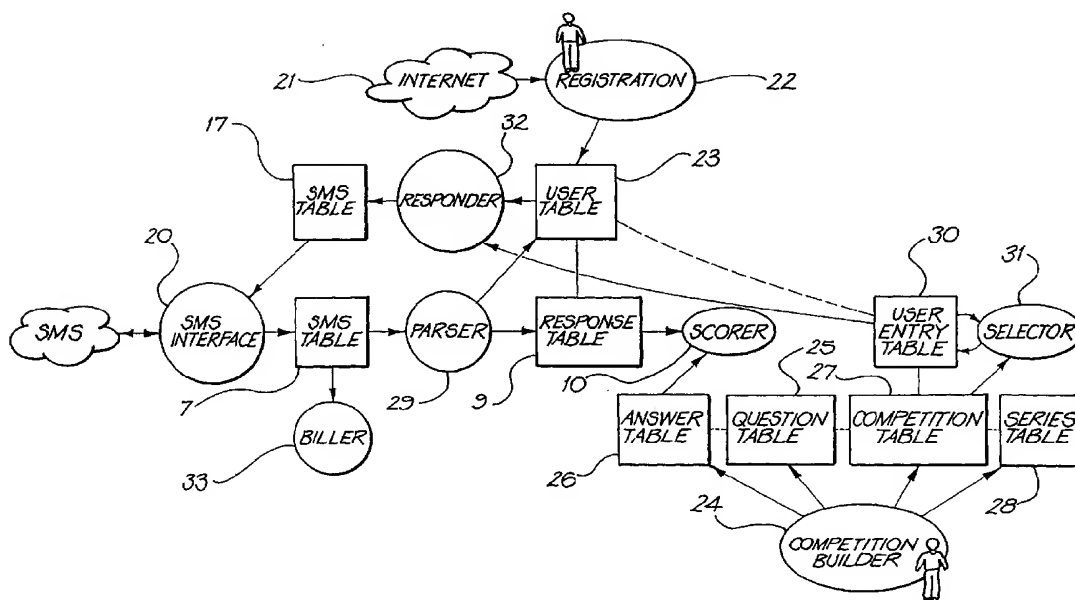 21
INTERNET
REGISTRATION
22
17
32
23
SMS
TABLE
RESPONDER
USER
TABLE
20
30
31
SMS
SMS
INTERFACE
SMS
TABLE
PARSER
RESPONSE
TABLE
SCORER
USER
ENTRY
TABLE
SELECTOR
7
29
9
10
25
27
BILLER
33
ANSWER
TABLE
QUESTION
TABLE
COMPETITION
TABLE
SERIES
TABLE
26
24
28
COMPETITION
BUILDER